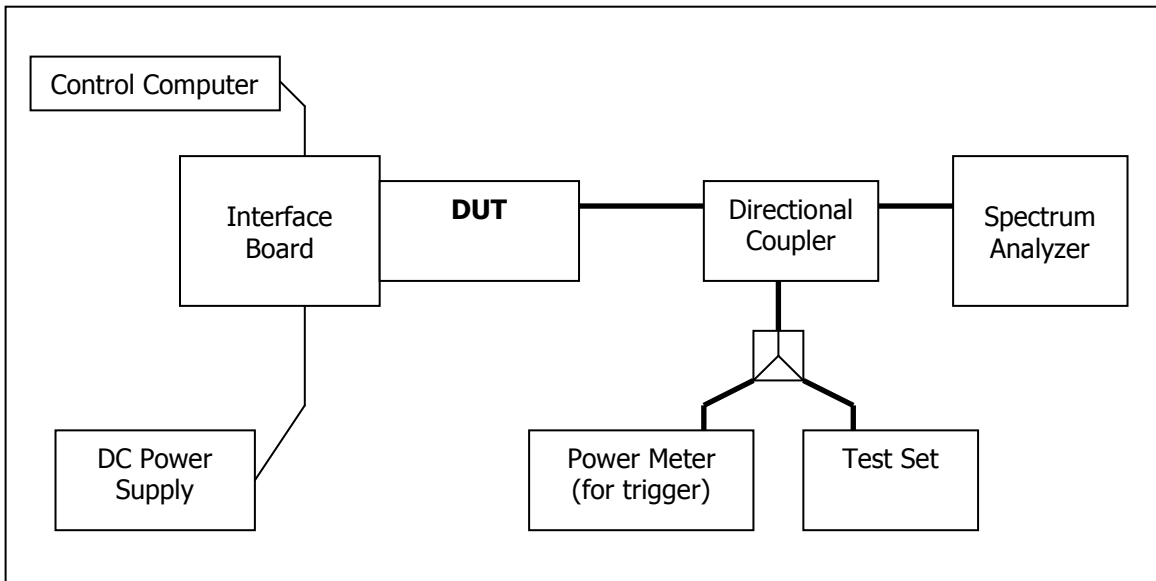 Control Computer
Interface
Board
DUT
Directional
Coupler
Spectrum
Analyzer
DC Power
Supply
Power Meter
(for trigger)
Test Set